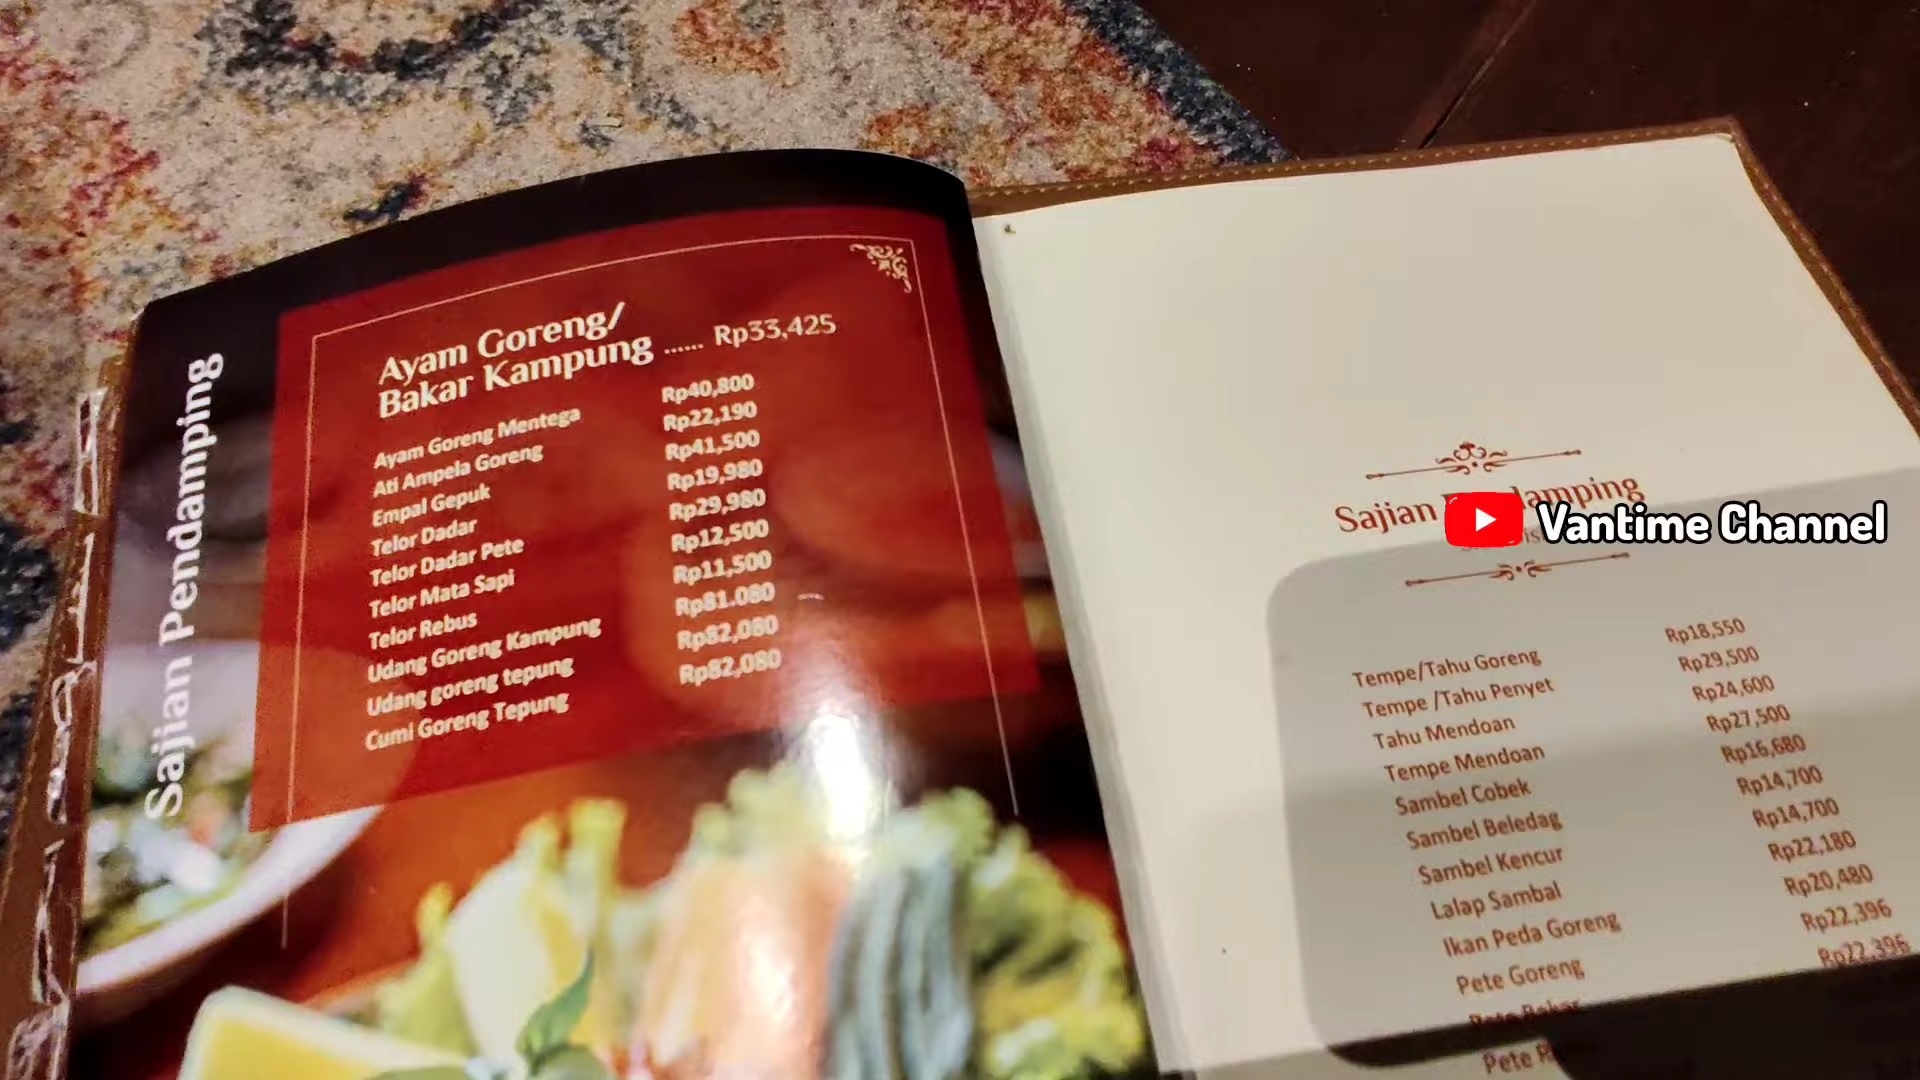 Sajian Pendamping
Ayam Goreng/
Bakar Kampung ...... Rp33,425
Ayam Goreng Mentega Rp40,800
Ati Ampela Goreng Rp22,190
Empal Gepuk Rp41,500
Telor Dadar Rp19,980
Telor Dadar Pete Rp29,980
Telor Mata Sapi Rp12,500
Telor Rebus Rp11,500
Udang Goreng Kampung Rp81.080
Udang goreng tepung Rp82,080
Cumi Goreng Tepung Rp82,080
Sajian
damping
Vantime Channel
Tempe/Tahu Goreng Rp18,550
Tempe /Tahu Penyet Rp29,500
Tahu Mendoan Rp24,600
Tempe Mendoan Rp27,500
Sambel Cobek Rp16,680
Sambel Beledag Rp14,700
Sambel Kencur Rp14,700
Lalap Sambal Rp22,180
Ikan Peda Goreng Rp20,480
Pete Goreng Rp22,396
Rp22,396
Pete